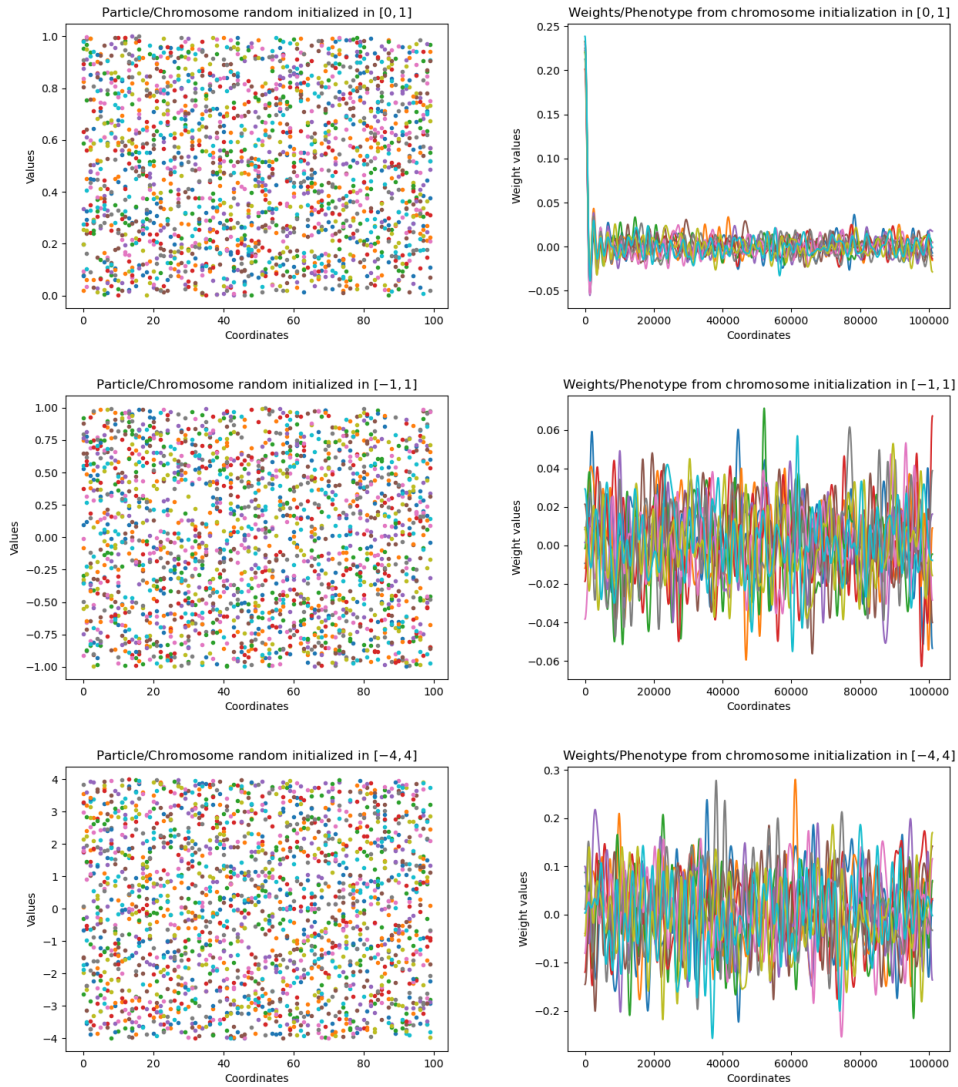 Particle/Chromosome random initialized in [0, 1]
1.0
0.8
0.6
0.4
0.2
0.0
Values
0 20 40 60 80 100
Coordinates
Weights/Phenotype from chromosome initialization in [0, 1]
0.25
0.20
0.15
0.10
0.05
0.00
−0.05
Weight values
0 20000 40000 60000 80000 100000
Coordinates
Particle/Chromosome random initialized in [−1, 1]
1.00
0.75
0.50
0.25
0.00
−0.25
−0.50
−0.75
−1.00
Values
0 20 40 60 80 100
Coordinates
Weights/Phenotype from chromosome initialization in [−1, 1]
0.06
0.04
0.02
0.00
−0.02
−0.04
−0.06
Weight values
0 20000 40000 60000 80000 100000
Coordinates
Particle/Chromosome random initialized in [−4, 4]
4
3
2
1
0
−1
−2
−3
−4
Values
0 20 40 60 80 100
Coordinates
Weights/Phenotype from chromosome initialization in [−4, 4]
0.3
0.2
0.1
0.0
−0.1
−0.2
Weight values
0 20000 40000 60000 80000 100000
Coordinates